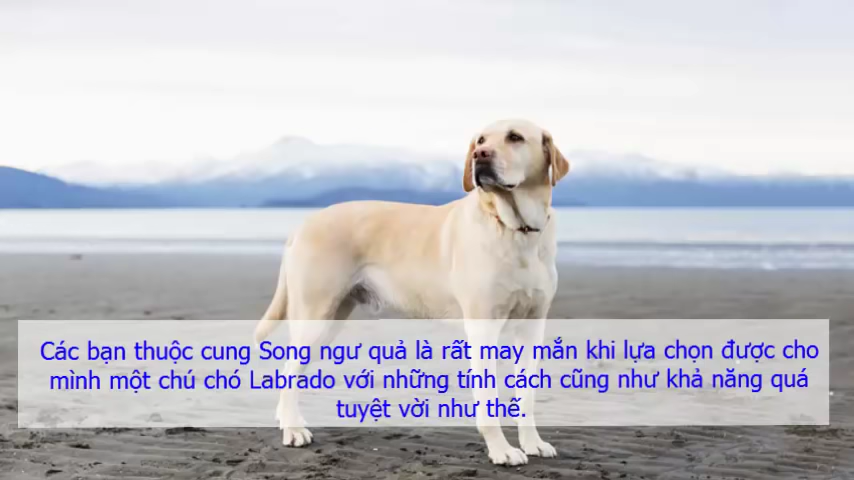 Các bạn thuộc cung Song ngư quả là rất may mắn khi lựa chọn được cho
mình một chú chó Labrado với những tính cách cũng như khả năng quá
tuyệt vời như thế.